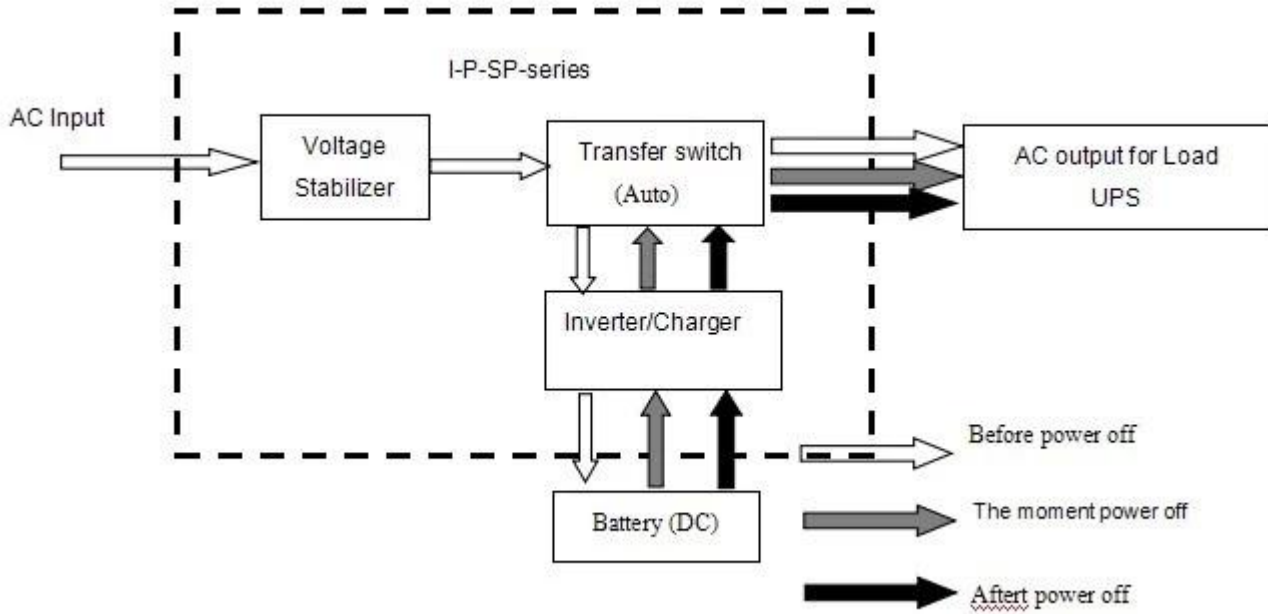 I-P-SP-series
AC Input
Voltage
Stabilizer
Transfer switch
(Auto)
AC output for Load
UPS
Inverter/Charger
Battery (DC)
Before power off
The moment power off
Aftert power off